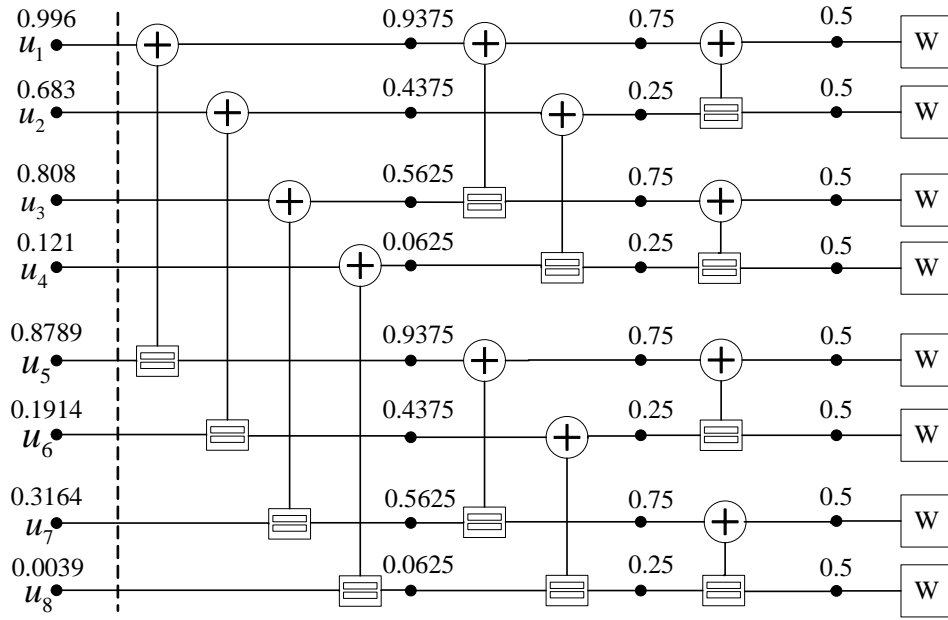 0.996 0.9375 0.75 0.5
u1 W
0.683 0.4375 0.25 0.5
u2 W
0.808 0.5625 0.75 0.5
u3 W
0.121 0.0625 0.25 0.5
u4 W
0.8789 0.9375 0.75 0.5
u5 W
0.1914 0.4375 0.25 0.5
u6 W
0.3164 0.5625 0.75 0.5
u7 W
0.0039 0.0625 0.25 0.5
u8 W